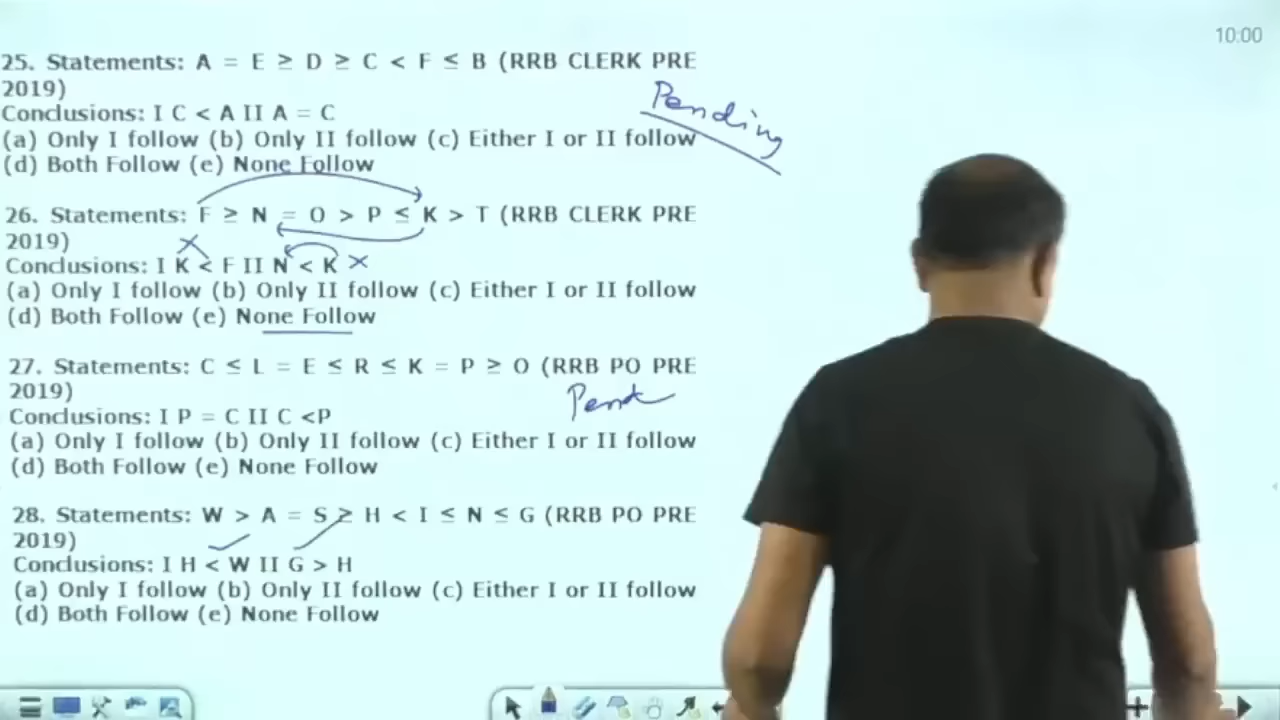 10:00
25. Statements: A = E ≥ D ≥ C < F ≤ B (RRB CLERK PRE
2019)
Pending
Conclusions: I C < A II A = C
(a) Only I follow (b) Only II follow (c) Either I or II follow
(d) Both Follow (e) None Follow
26. Statements: F ≥ N = O > P ≤ K > T (RRB CLERK PRE
2019)
Conclusions: I K < F II N < K
(a) Only I follow (b) Only II follow (c) Either I or II follow
(d) Both Follow (e) None Follow
27. Statements: C ≤ L = E ≤ R ≤ K = P ≥ O (RRB PO PRE
2019)
Conclusions: I P = C II C <P
(a) Only I follow (b) Only II follow (c) Either I or II follow
(d) Both Follow (e) None Follow
28. Statements: W > A = S ≥ H < I ≤ N ≤ G (RRB PO PRE
2019)
Conclusions: I H < W II G > H
(a) Only I follow (b) Only II follow (c) Either I or II follow
(d) Both Follow (e) None Follow